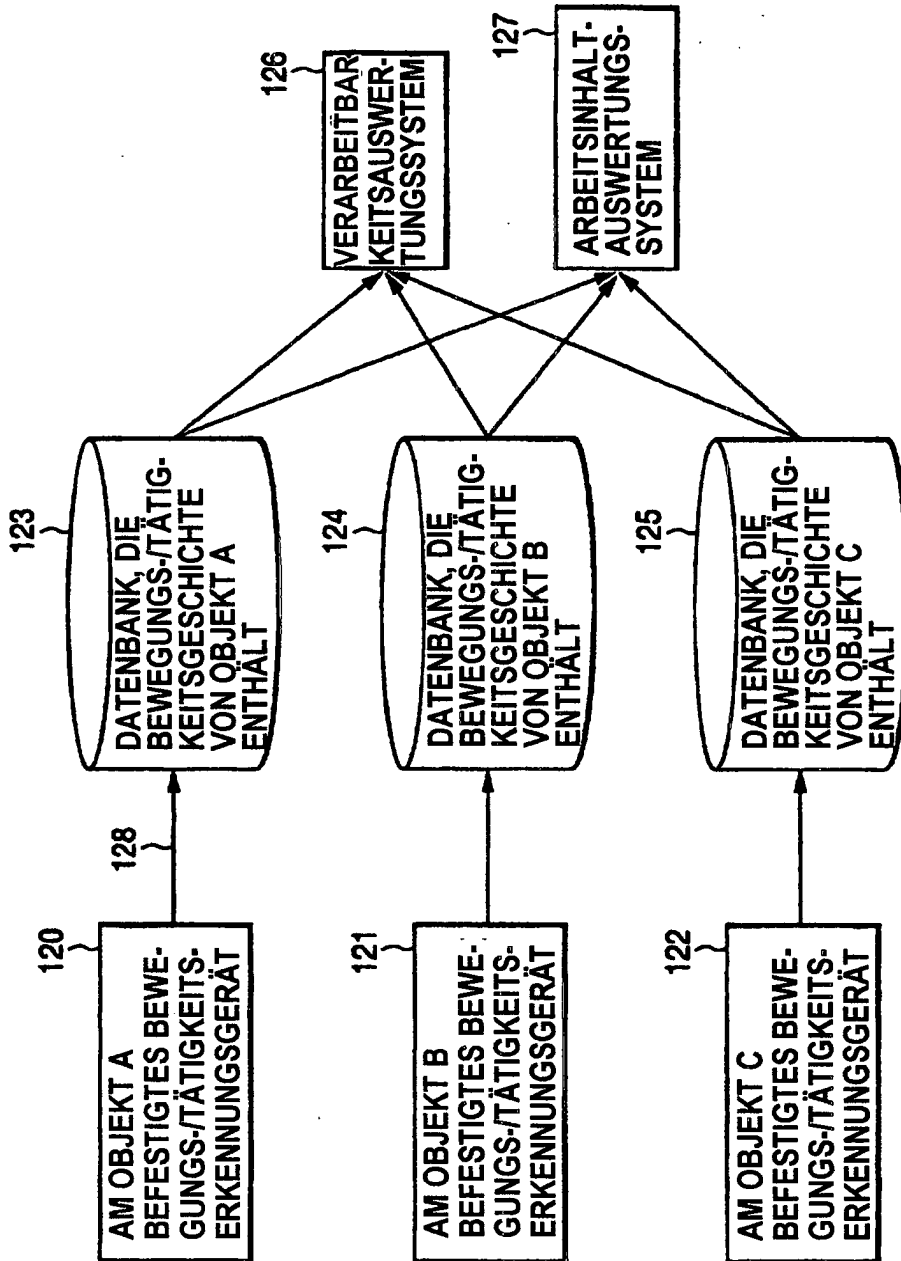 120
AM OBJEKT A
BEFESTIGTES BEWE-
GUNGS-/TÄTIGKEITS-
ERKENNUNGSGERÄT
128
123
DATENBANK, DIE
BEWEGUNGS-/TÄTIG-
KEITSGESCHICHTE
VON OBJEKT A
ENTHÄLT
121
AM OBJEKT B
BEFESTIGTES BEWE-
GUNGS-/TÄTIGKEITS-
ERKENNUNGSGERÄT
124
DATENBANK, DIE
BEWEGUNGS-/TÄTIG-
KEITSGESCHICHTE
VON OBJEKT B
ENTHÄLT
122
AM OBJEKT C
BEFESTIGTES BEWE-
GUNGS-/TÄTIGKEITS-
ERKENNUNGSGERÄT
125
DATENBANK, DIE
BEWEGUNGS-/TÄTIG-
KEITSGESCHICHTE
VON OBJEKT C
ENTHÄLT
126
VERARBEITBAR
KEITSAUSWER-
TUNGSSYSTEM
127
ARBEITSINHALT-
AUSWERTUNGS-
SYSTEM